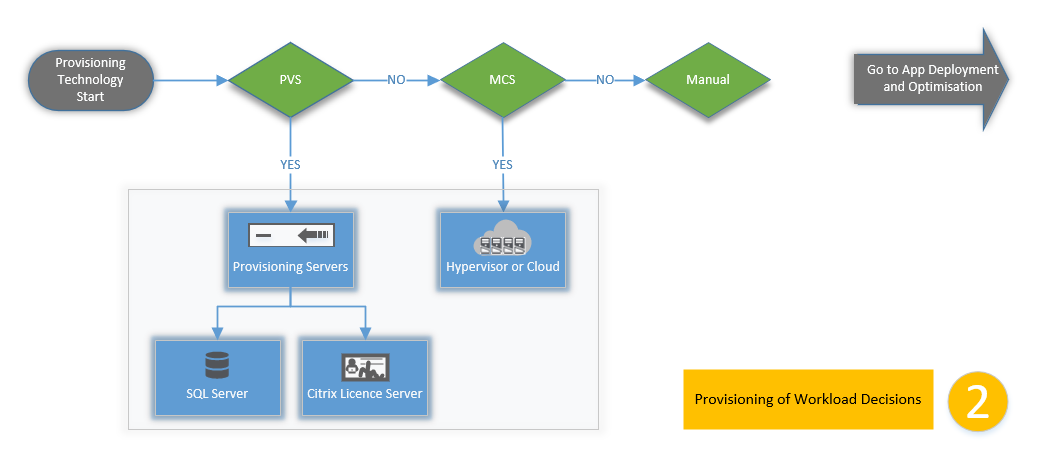 Provisioning
Technology
Start
PVS
NO
MCS
NO
Manual
Go to App Deployment
and Optimisation
YES
YES
Provisioning Servers
Hypervisor or Cloud
SQL Server
Citrix Licence Server
Provisioning of Workload Decisions
2